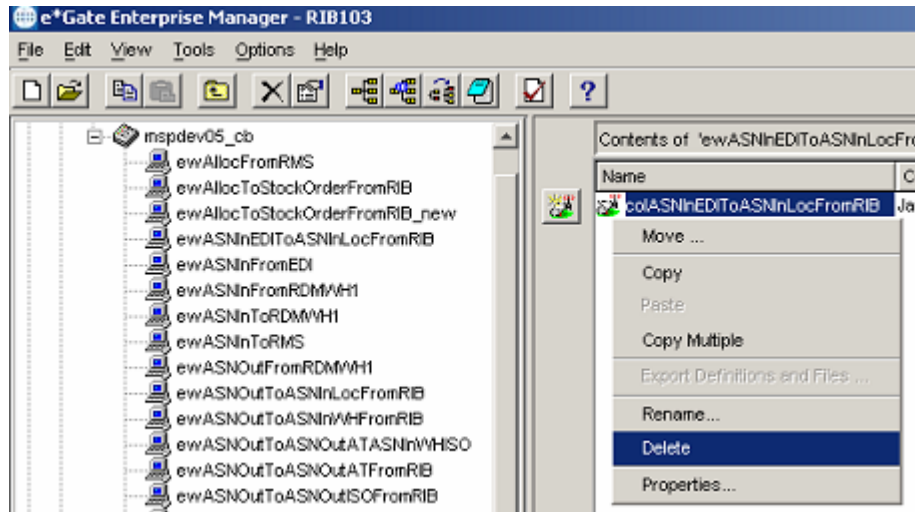 e*Gate Enterprise Manager - RIB103
File Edit View Tools Options Help
mspdev05_cb
ewAllocFromRMS
ewAllocToStockOrderFromRIB
ewAllocToStockOrderFromRIB_new
ewASNInEDIToASNInLocFromRIB
ewASNInFromEDI
ewASNInFromRDMWH1
ewASNInToRDMWH1
ewASNInToRMS
ewASNOutFromRDMWH1
ewASNOutToASNInLocFromRIB
ewASNOutToASNInWHFromRIB
ewASNOutToASNOutATASNInWHISO
ewASNOutToASNOutATFromRIB
ewASNOutToASNOutISOFromRIB
Contents of 'ewASNInEDIToASNInLocFro
Name C
colASNInEDIToASNInLocFromRIB Ja
Move ...
Copy
Paste
Copy Multiple
Export Definitions and Files ...
Rename...
Delete
Properties...